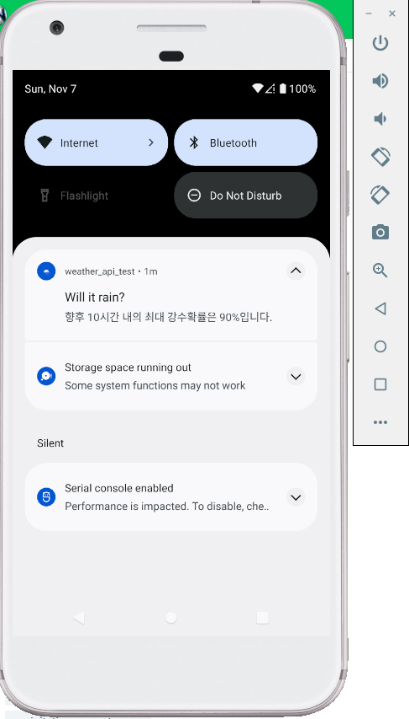 Sun, Nov 7
100%
Internet
Bluetooth
Flashlight
Do Not Disturb
weather_api_test • 1m
Will it rain?
향후 10시간 내의 최대 강수확률은 90%입니다.
Storage space running out
Some system functions may not work
Silent
Serial console enabled
Performance is impacted. To disable, che..